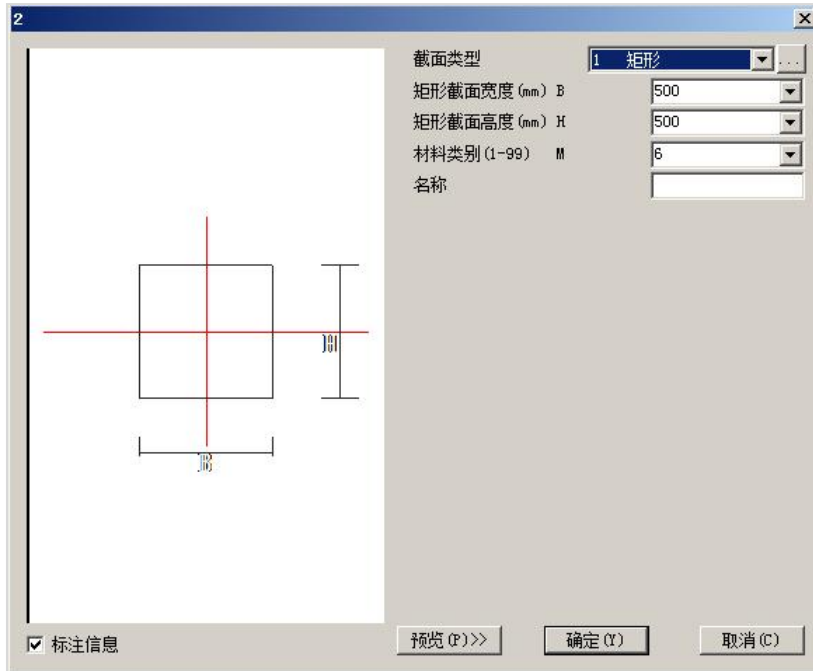 2
截面类型 1 矩形 ...
矩形截面宽度(mm) B 500
矩形截面高度(mm) H 500
材料类别(1-99) M 6
名称
H
B
标注信息 预览(P)>> 确定(Y) 取消(C)